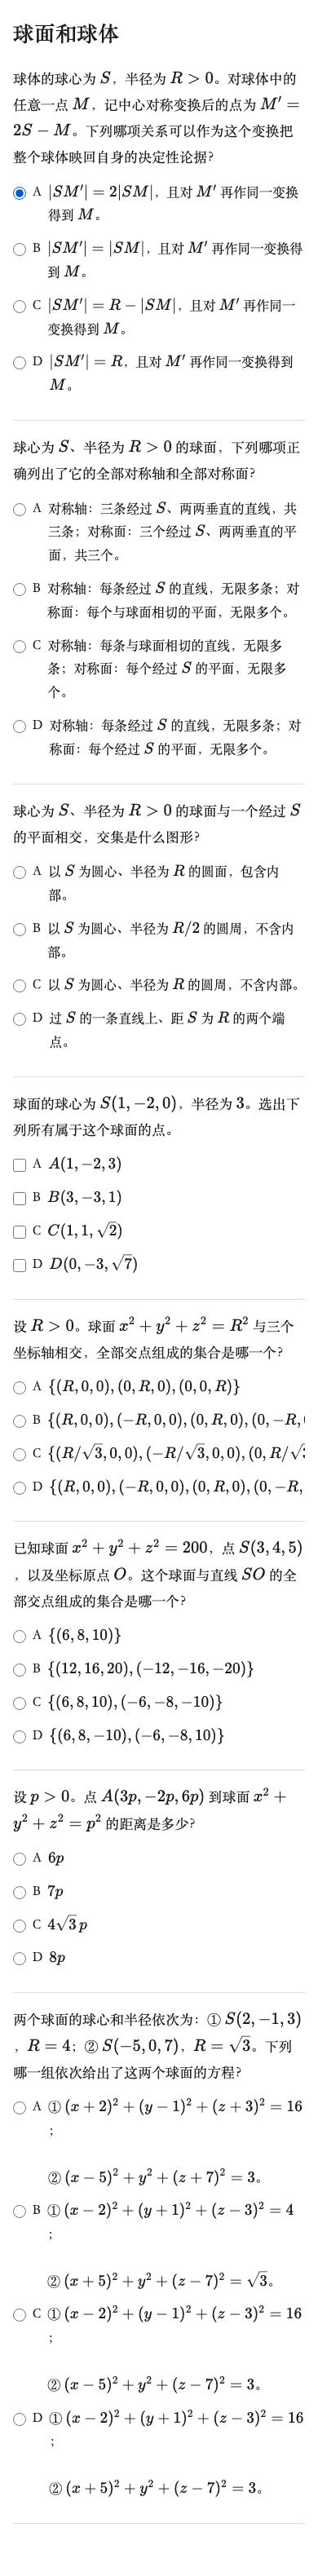 球面和球体
球体的球心为 S，半径为 R > 0。对球体中的
任意一点 M，记中心对称变换后的点为 M′ =
2S − M。下列哪项关系可以作为这个变换把
整个球体映回自身的决定性论据?
A |SM′| = 2|SM|，且对 M′ 再作同一变换
得到 M。
B |SM′| = |SM|，且对 M′ 再作同一变换得
到 M。
C |SM′| = R − |SM|，且对 M′ 再作同一
变换得到 M。
D |SM′| = R，且对 M′ 再作同一变换得到
M。
球心为 S、半径为 R > 0 的球面，下列哪项正
确列出了它的全部对称轴和全部对称面?
A 对称轴：三条经过 S、两两垂直的直线，共
三条；对称面：三个经过 S、两两垂直的平
面，共三个。
B 对称轴：每条经过 S 的直线，无限多条；对
称面：每个与球面相切的平面，无限多个。
C 对称轴：每条与球面相切的直线，无限多
条；对称面：每个经过 S 的平面，无限多
个。
D 对称轴：每条经过 S 的直线，无限多条；对
称面：每个经过 S 的平面，无限多个。
球心为 S、半径为 R > 0 的球面与一个经过 S
的平面相交，交集是什么图形?
A 以 S 为圆心、半径为 R 的圆面，包含内
部。
B 以 S 为圆心、半径为 R/2 的圆周，不含内
部。
C 以 S 为圆心、半径为 R 的圆周，不含内部。
D 过 S 的一条直线上、距 S 为 R 的两个端
点。
球面的球心为 S(1, −2, 0)，半径为 3。选出下
列所有属于这个球面的点。
A A(1, −2, 3)
B B(3, −3, 1)
C C(1, 1, √2)
D D(0, −3, √7)
设 R > 0。球面 x² + y² + z² = R² 与三个
坐标轴相交，全部交点组成的集合是哪一个?
A {(R, 0, 0), (0, R, 0), (0, 0, R)}
B {(R, 0, 0), (−R, 0, 0), (0, R, 0), (0, −R,
C {(R/√3, 0, 0), (−R/√3, 0, 0), (0, R/√3
D {(R, 0, 0), (−R, 0, 0), (0, R, 0), (0, −R,
已知球面 x² + y² + z² = 200，点 S(3, 4, 5)
，以及坐标原点 O。这个球面与直线 SO 的全
部交点组成的集合是哪一个?
A {(6, 8, 10)}
B {(12, 16, 20), (−12, −16, −20)}
C {(6, 8, 10), (−6, −8, −10)}
D {(6, 8, −10), (−6, −8, 10)}
设 p > 0。点 A(3p, −2p, 6p) 到球面 x² +
y² + z² = p² 的距离是多少?
A 6p
B 7p
C 4√3 p
D 8p
两个球面的球心和半径依次为：① S(2, −1, 3)
，R = 4；② S(−5, 0, 7)，R = √3。下列
哪一组依次给出了这两个球面的方程?
A ① (x + 2)² + (y − 1)² + (z + 3)² = 16
；
② (x − 5)² + y² + (z + 7)² = 3。
B ① (x − 2)² + (y + 1)² + (z − 3)² = 4
；
② (x + 5)² + y² + (z − 7)² = √3。
C ① (x − 2)² + (y − 1)² + (z − 3)² = 16
；
② (x − 5)² + y² + (z − 7)² = 3。
D ① (x − 2)² + (y + 1)² + (z − 3)² = 16
；
② (x + 5)² + y² + (z − 7)² = 3。